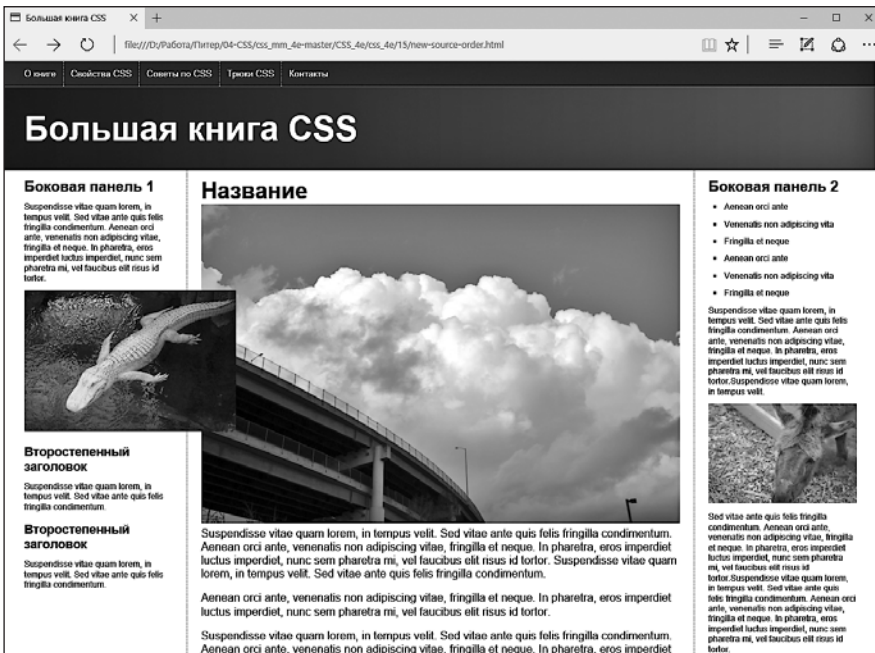 Большая книга CSS
file:///D:/Работа/Питер/04-CSS/css_mm_4e-master/CSS_4e/css_4e/15/new-source-order.html
О книге Свойства CSS Советы по CSS Трюки CSS Контакты
Большая книга CSS
Боковая панель 1
Suspendisse vitae quam lorem, in
tempus velit. Sed vitae ante quis felis
fringilla condimentum. Aenean orci
ante, venenatis non adipiscing vitae,
fringilla et neque. In pharetra, eros
imperdiet luctus imperdiet, nunc sem
pharetra mi, vel faucibus elit risus id
tortor.
Второстепенный
заголовок
Suspendisse vitae quam lorem, in
tempus velit. Sed vitae ante quis felis
fringilla condimentum.
Второстепенный
заголовок
Suspendisse vitae quam lorem, in
tempus velit. Sed vitae ante quis felis
fringilla condimentum.
Название
Suspendisse vitae quam lorem, in tempus velit. Sed vitae ante quis felis fringilla condimentum.
Aenean orci ante, venenatis non adipiscing vitae, fringilla et neque. In pharetra, eros imperdiet
luctus imperdiet, nunc sem pharetra mi, vel faucibus elit risus id tortor. Suspendisse vitae quam
lorem, in tempus velit. Sed vitae ante quis felis fringilla condimentum.
Aenean orci ante, venenatis non adipiscing vitae, fringilla et neque. In pharetra, eros imperdiet
luctus imperdiet, nunc sem pharetra mi, vel faucibus elit risus id tortor.
Suspendisse vitae quam lorem, in tempus velit. Sed vitae ante quis felis fringilla condimentum.
Aenean orci ante, venenatis non adipiscing vitae, fringilla et neque. In pharetra, eros imperdiet
Боковая панель 2
Aenean orci ante
Venenatis non adipiscing vita
Fringilla et neque
Aenean orci ante
Venenatis non adipiscing vita
Fringilla et neque
Suspendisse vitae quam lorem, in
tempus velit. Sed vitae ante quis felis
fringilla condimentum. Aenean orci
ante, venenatis non adipiscing vitae,
fringilla et neque. In pharetra, eros
imperdiet luctus imperdiet, nunc sem
pharetra mi, vel faucibus elit risus id
tortor.Suspendisse vitae quam lorem,
in tempus velit.
Sed vitae ante quis felis fringilla
condimentum. Aenean orci ante,
venenatis non adipiscing vitae, fringilla
et neque. In pharetra, eros imperdiet
luctus imperdiet, nunc sem pharetra
mi, vel faucibus elit risus id
tortor.Suspendisse vitae quam lorem,
in tempus velit. Sed vitae ante quis
felis fringilla condimentum. Aenean orci
ante, venenatis non adipiscing vitae,
fringilla et neque. In pharetra, eros
imperdiet luctus imperdiet, nunc sem
pharetra mi, vel faucibus elit risus id
tortor.